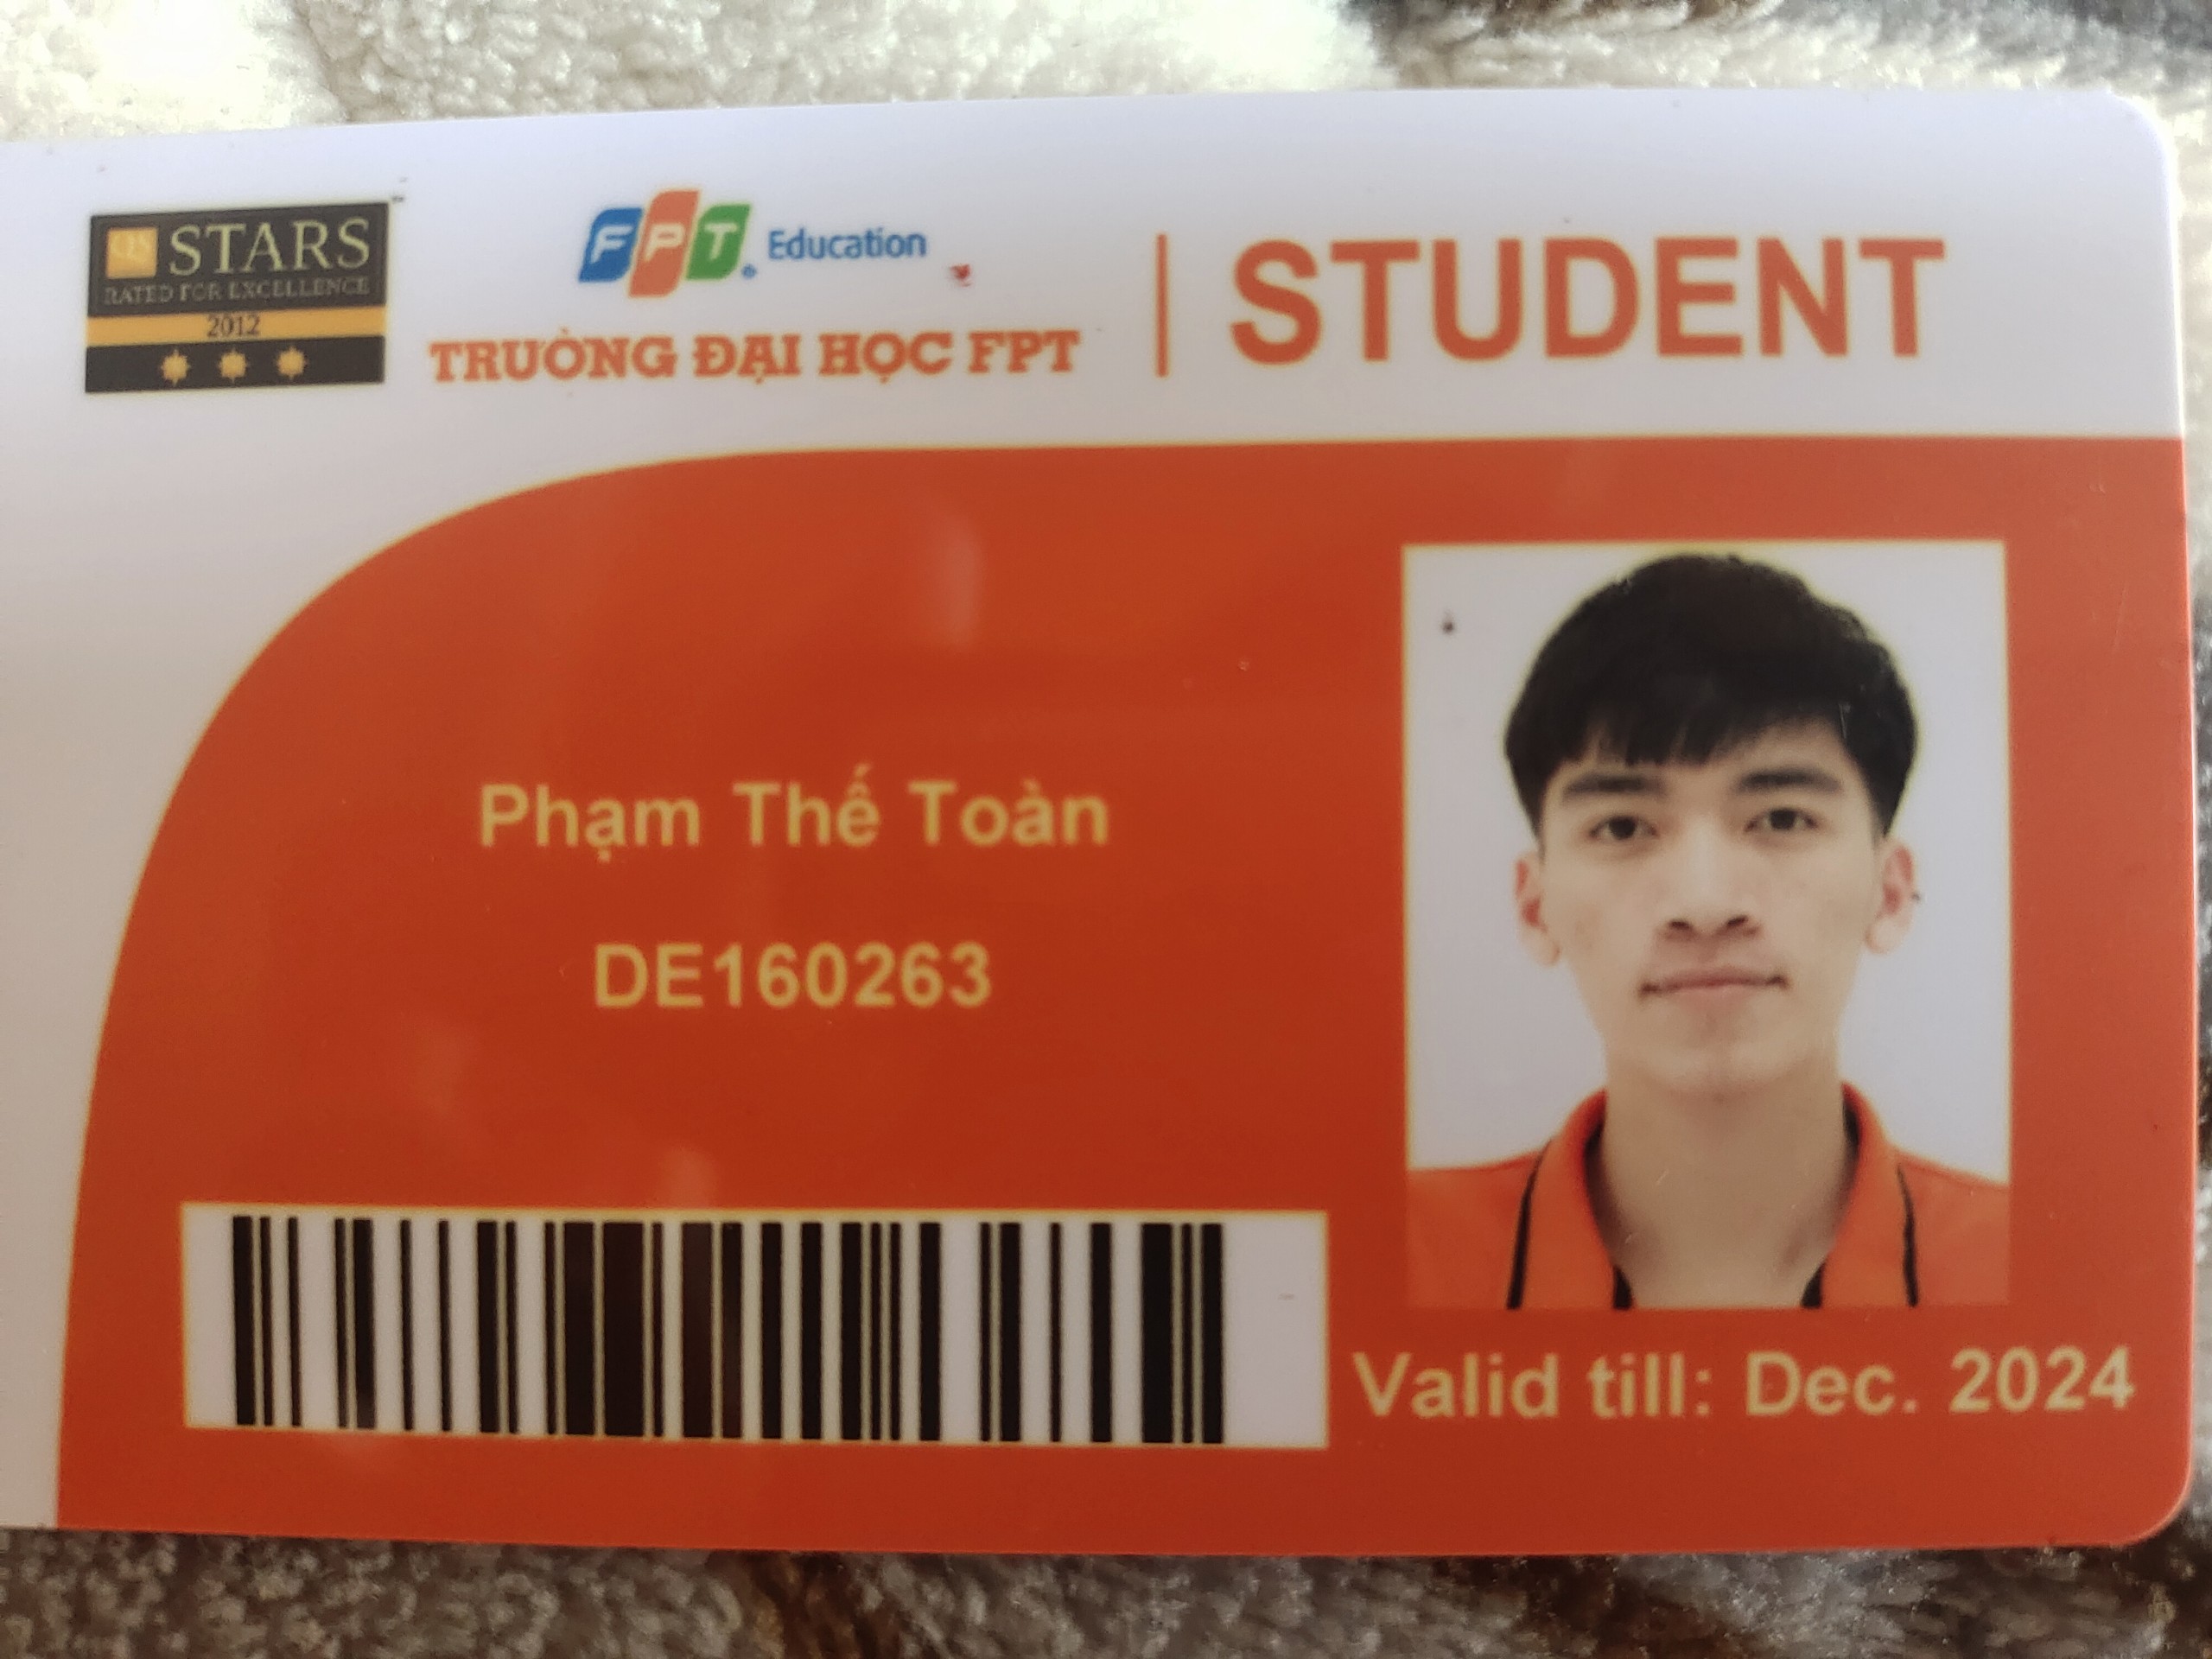 QS STARS
RATED FOR EXCELLENCE
2012
FPT Education
TRƯỜNG ĐẠI HỌC FPT
STUDENT
Phạm Thế Toàn
DE160263
Valid till: Dec. 2024